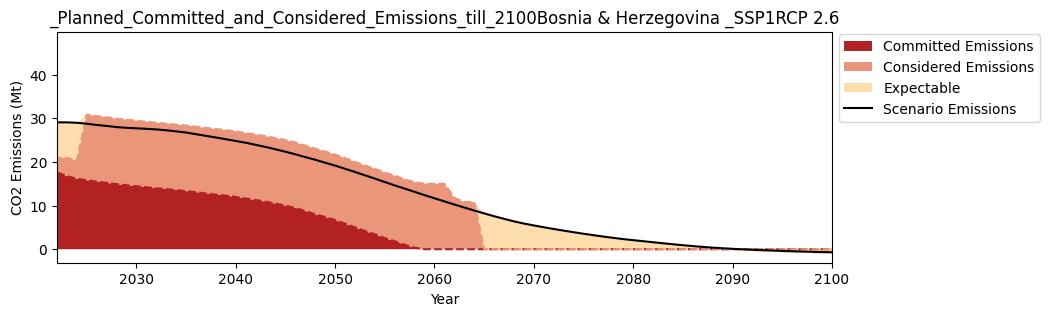 _Planned_Committed_and_Considered_Emissions_till_2100Bosnia & Herzegovina _SSP1RCP 2.6
Committed Emissions
Considered Emissions
Expectable
Scenario Emissions
CO2 Emissions (Mt)
40
30
20
10
0
2030 2040 2050 2060 2070 2080 2090 2100
Year